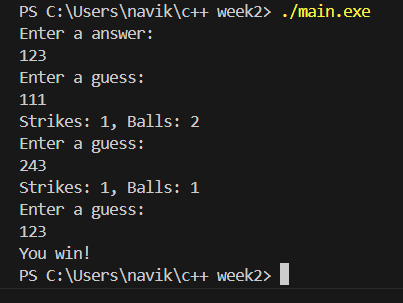 PS C:\Users\navik\c++ week2> ./main.exe
Enter a answer:
123
Enter a guess:
111
Strikes: 1, Balls: 2
Enter a guess:
243
Strikes: 1, Balls: 1
Enter a guess:
123
You win!
PS C:\Users\navik\c++ week2>